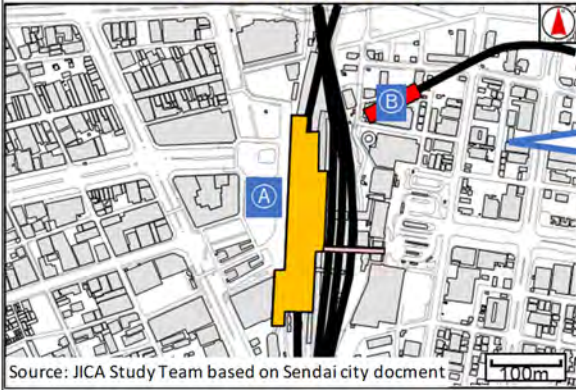 Ⓑ
Ⓐ
Source: JICA Study Team based on Sendai city docment
100m